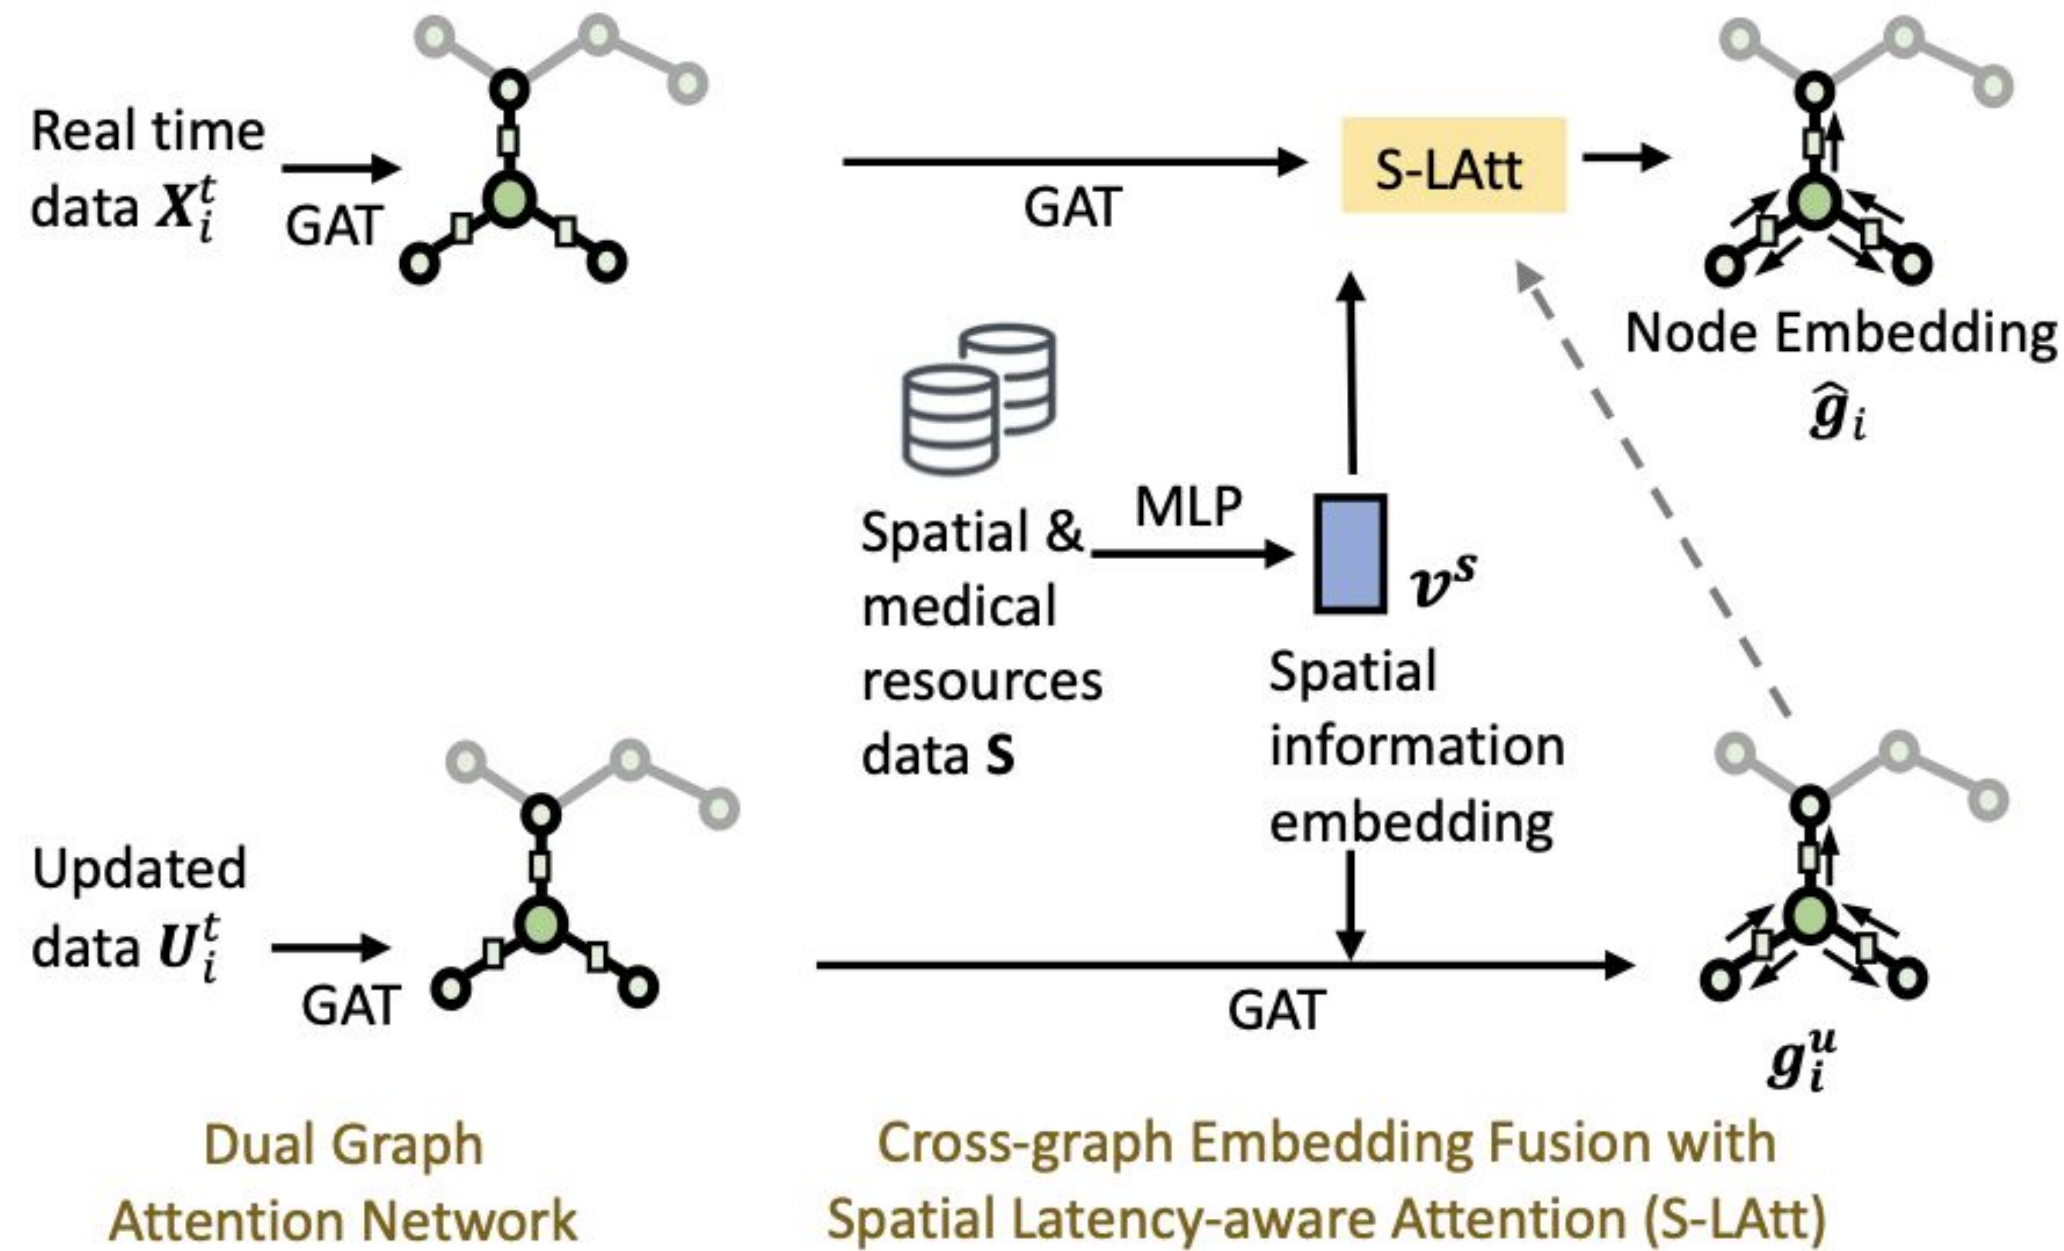 Real time
data X_i^t
GAT
GAT
S-LAtt
Node Embedding
ĝ_i
Spatial &
medical
resources
data S
MLP
v^s
Spatial
information
embedding
Updated
data U_i^t
GAT
GAT
g_i^u
Dual Graph
Attention Network
Cross-graph Embedding Fusion with
Spatial Latency-aware Attention (S-LAtt)